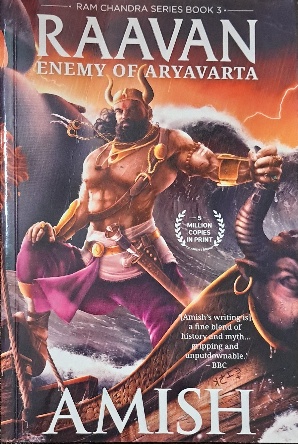 RAM CHANDRA SERIES BOOK 3
RAAVAN
ENEMY OF ARYAVARTA
5
MILLION
COPIES
IN PRINT
'[Amish's writing is]
a fine blend of
history and myth...
gripping and
unputdownable.'
– BBC
AMISH